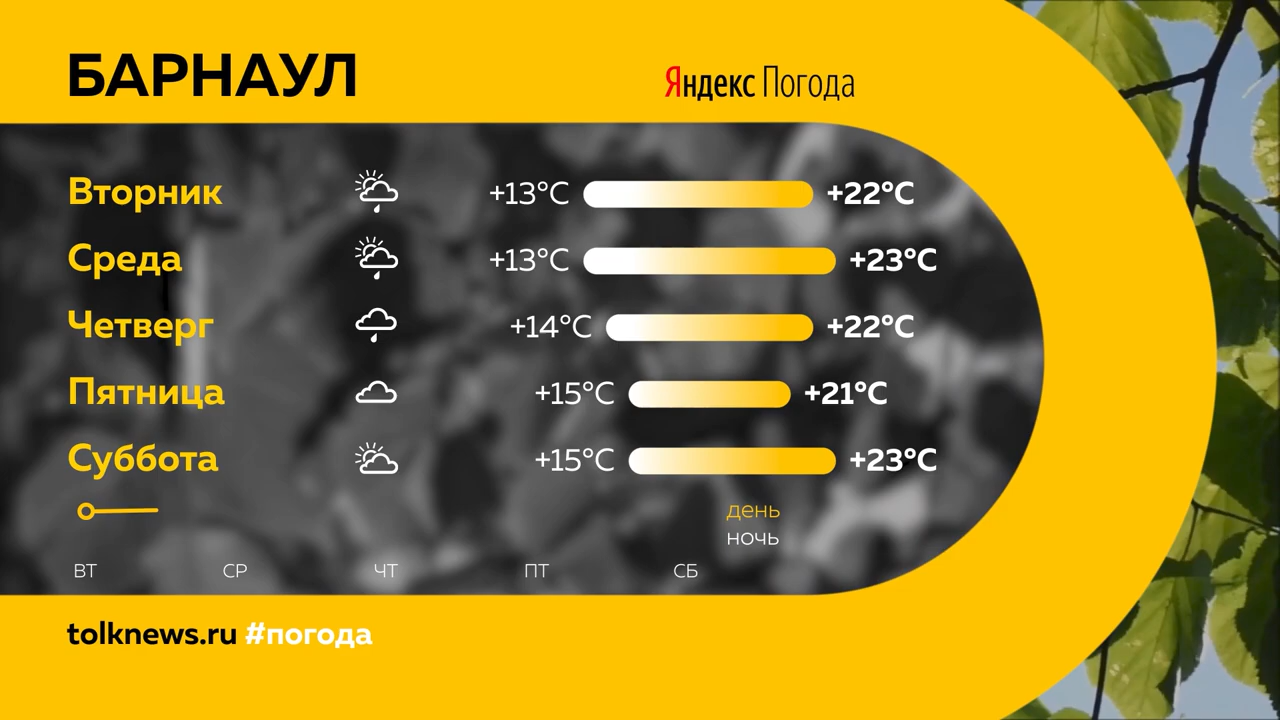 БАРНАУЛ
Яндекс Погода
Вторник +13°C +22°C
Среда +13°C +23°C
Четверг +14°C +22°C
Пятница +15°C +21°C
Суббота +15°C +23°C
день
ночь
ВТ СР ЧТ ПТ СБ
tolknews.ru #погода